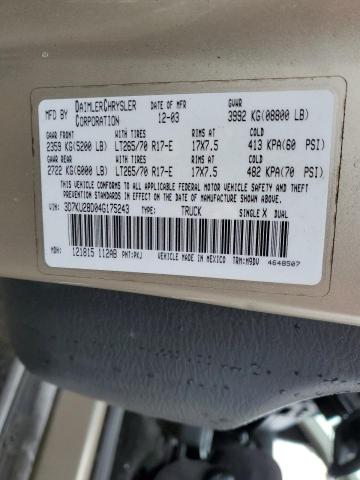 MFD BY DAIMLERCHRYSLER CORPORATION DATE OF MFR 12-03 GVWR 3992 KG(08800 LB)
GAWR FRONT WITH TIRES RIMS AT COLD
2359 KG(5200 LB) LT265/70 R17-E 17X7.5 413 KPA(60 PSI)
GAWR REAR WITH TIRES RIMS AT COLD
2722 KG(6000 LB) LT265/70 R17-E 17X7.5 482 KPA(70 PSI)
THIS VEHICLE CONFORMS TO ALL APPLICABLE FEDERAL MOTOR VEHICLE SAFETY AND
THEFT PREVENTION STANDARDS IN EFFECT ON THE DATE OF MANUFACTURE SHOWN ABOVE.
VIN: 3D7KU28D04G175243 TYPE: TRUCK SINGLE X DUAL
MDH: 121815 112AB PNT: PKJ VEHICLE MADE IN MEXICO TRM: M9DV 4648507